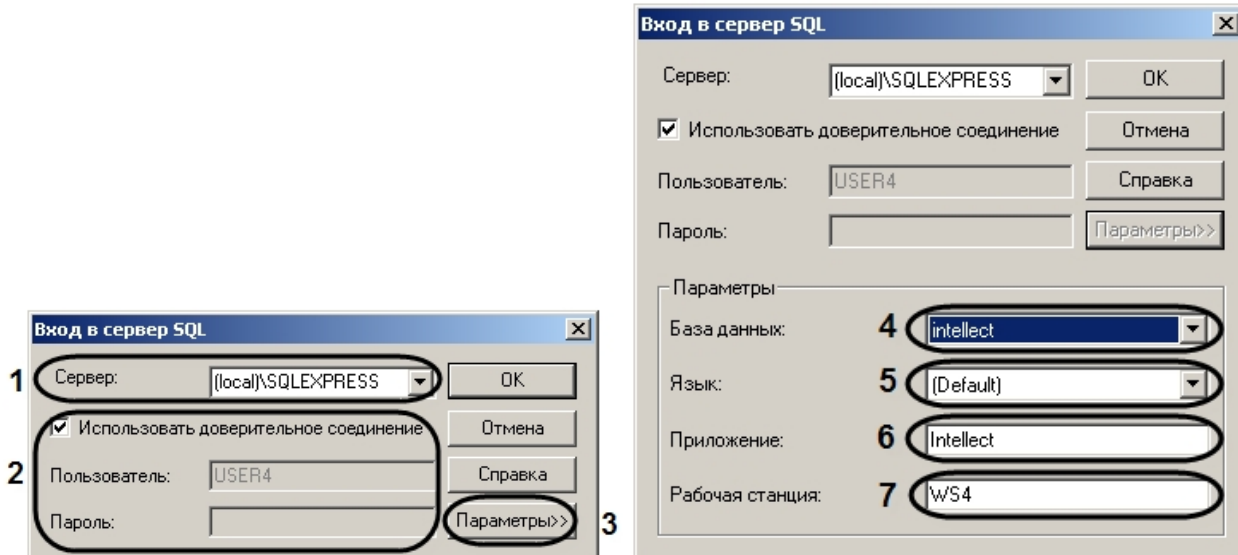 Вход в сервер SQL
1 Сервер: (local)\SQLEXPRESS OK
2 Использовать доверительное соединение Отмена
Пользователь: USER4 Справка
Пароль: Параметры>> 3
Вход в сервер SQL
Сервер: (local)\SQLEXPRESS OK
Использовать доверительное соединение Отмена
Пользователь: USER4 Справка
Пароль: Параметры>>
Параметры
База данных: 4 intellect
Язык: 5 (Default)
Приложение: 6 Intellect
Рабочая станция: 7 WS4